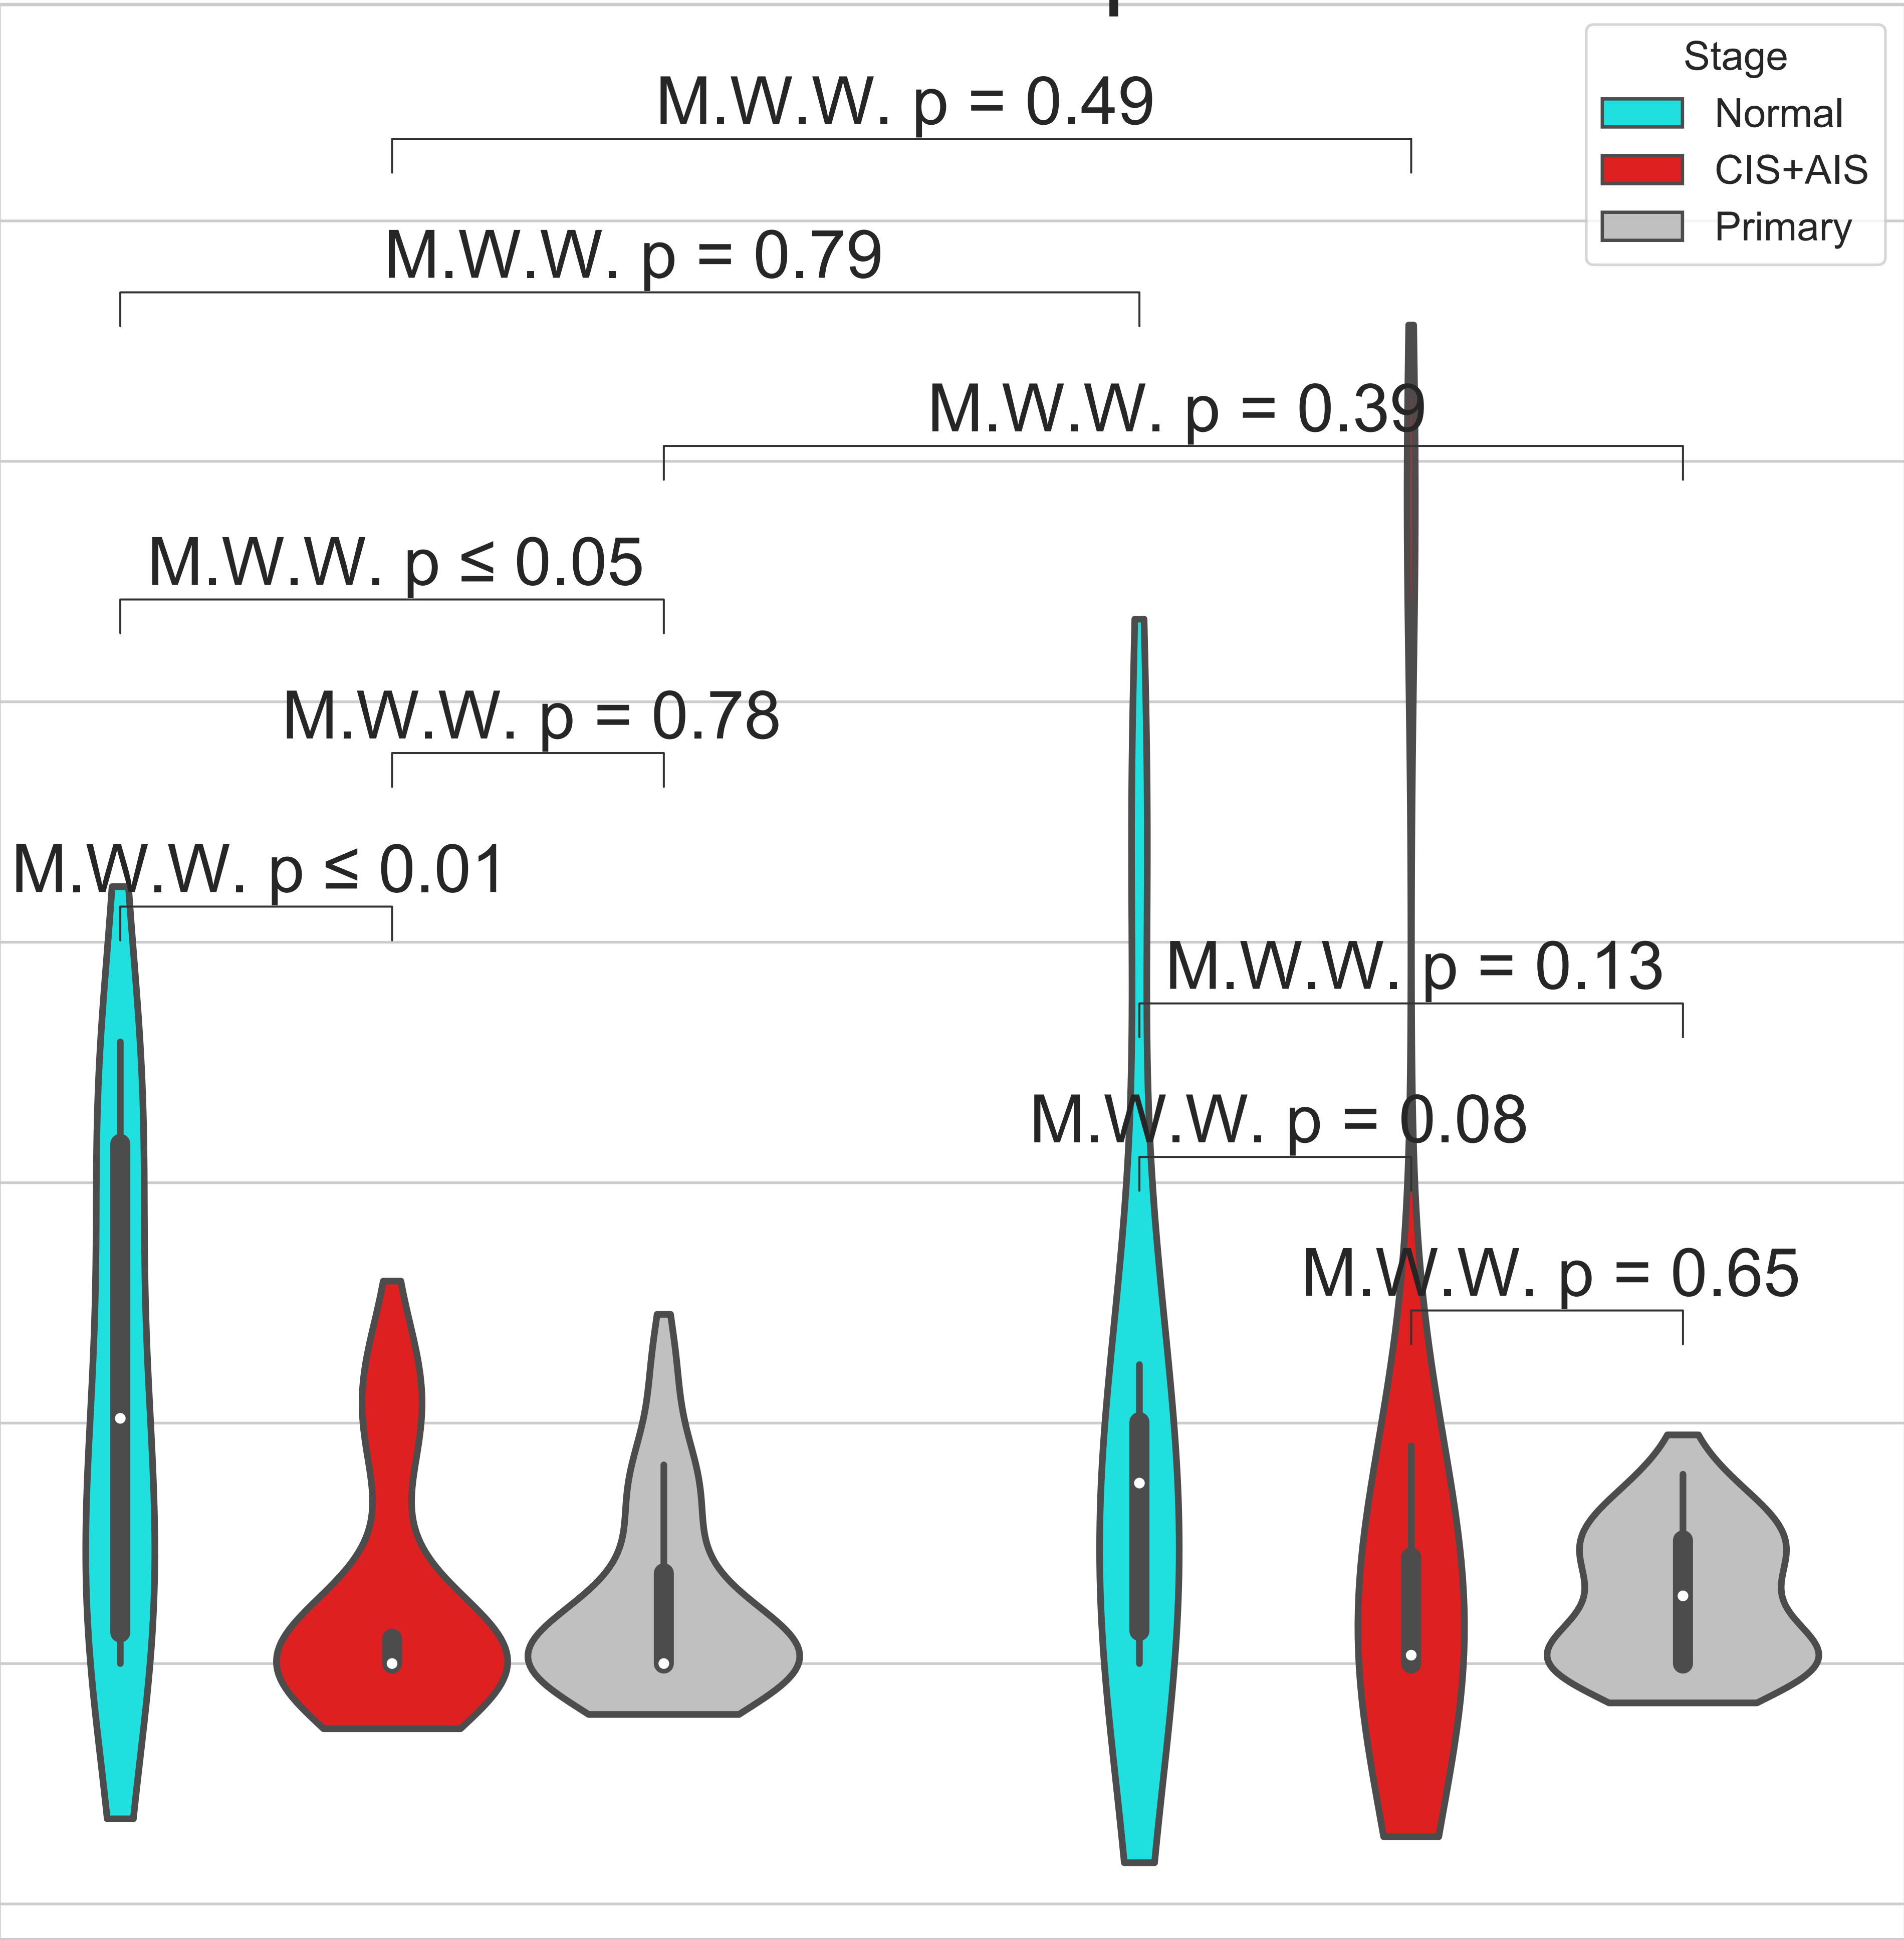 Stage
Normal
CIS+AIS
Primary
M.W.W. p = 0.49
M.W.W. p = 0.79
M.W.W. p = 0.39
M.W.W. p ≤ 0.05
M.W.W. p = 0.78
M.W.W. p ≤ 0.01
M.W.W. p = 0.13
M.W.W. p = 0.08
M.W.W. p = 0.65